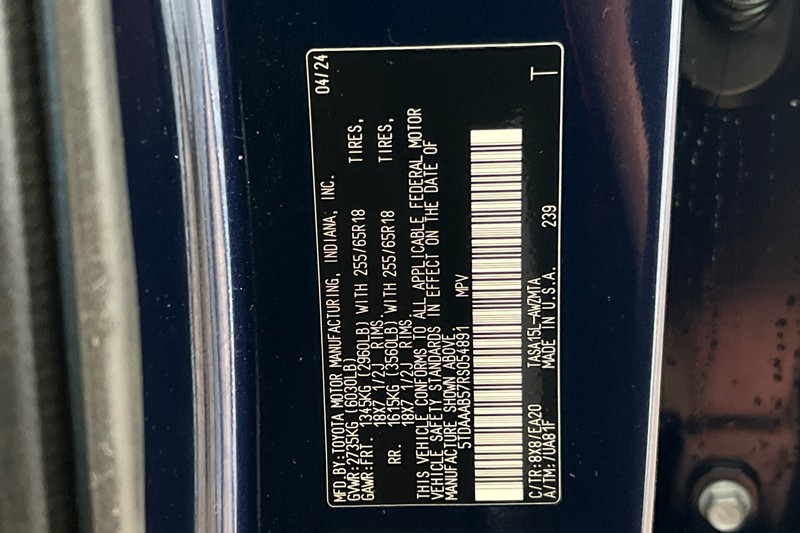 MFD.BY:TOYOTA MOTOR MANUFACTURING, INDIANA, INC. 04/24
GVWR:2735KG (6030LB)
GAWR:FRT. 1345KG (2960LB) WITH 255/65R18 TIRES,
18X7 1/2J RIMS
RR. 1615KG (3560LB) WITH 255/65R18 TIRES,
18X7 1/2J RIMS
THIS VEHICLE CONFORMS TO ALL APPLICABLE FEDERAL MOTOR
VEHICLE SAFETY STANDARDS IN EFFECT ON THE DATE OF
MANUFACTURE SHOWN ABOVE.
5TDAAAB57RS054891 MPV
C/TR:8X8/EA20 TASA15L-AWZMTA 239 T
A/TM:/UA81F MADE IN U.S.A.